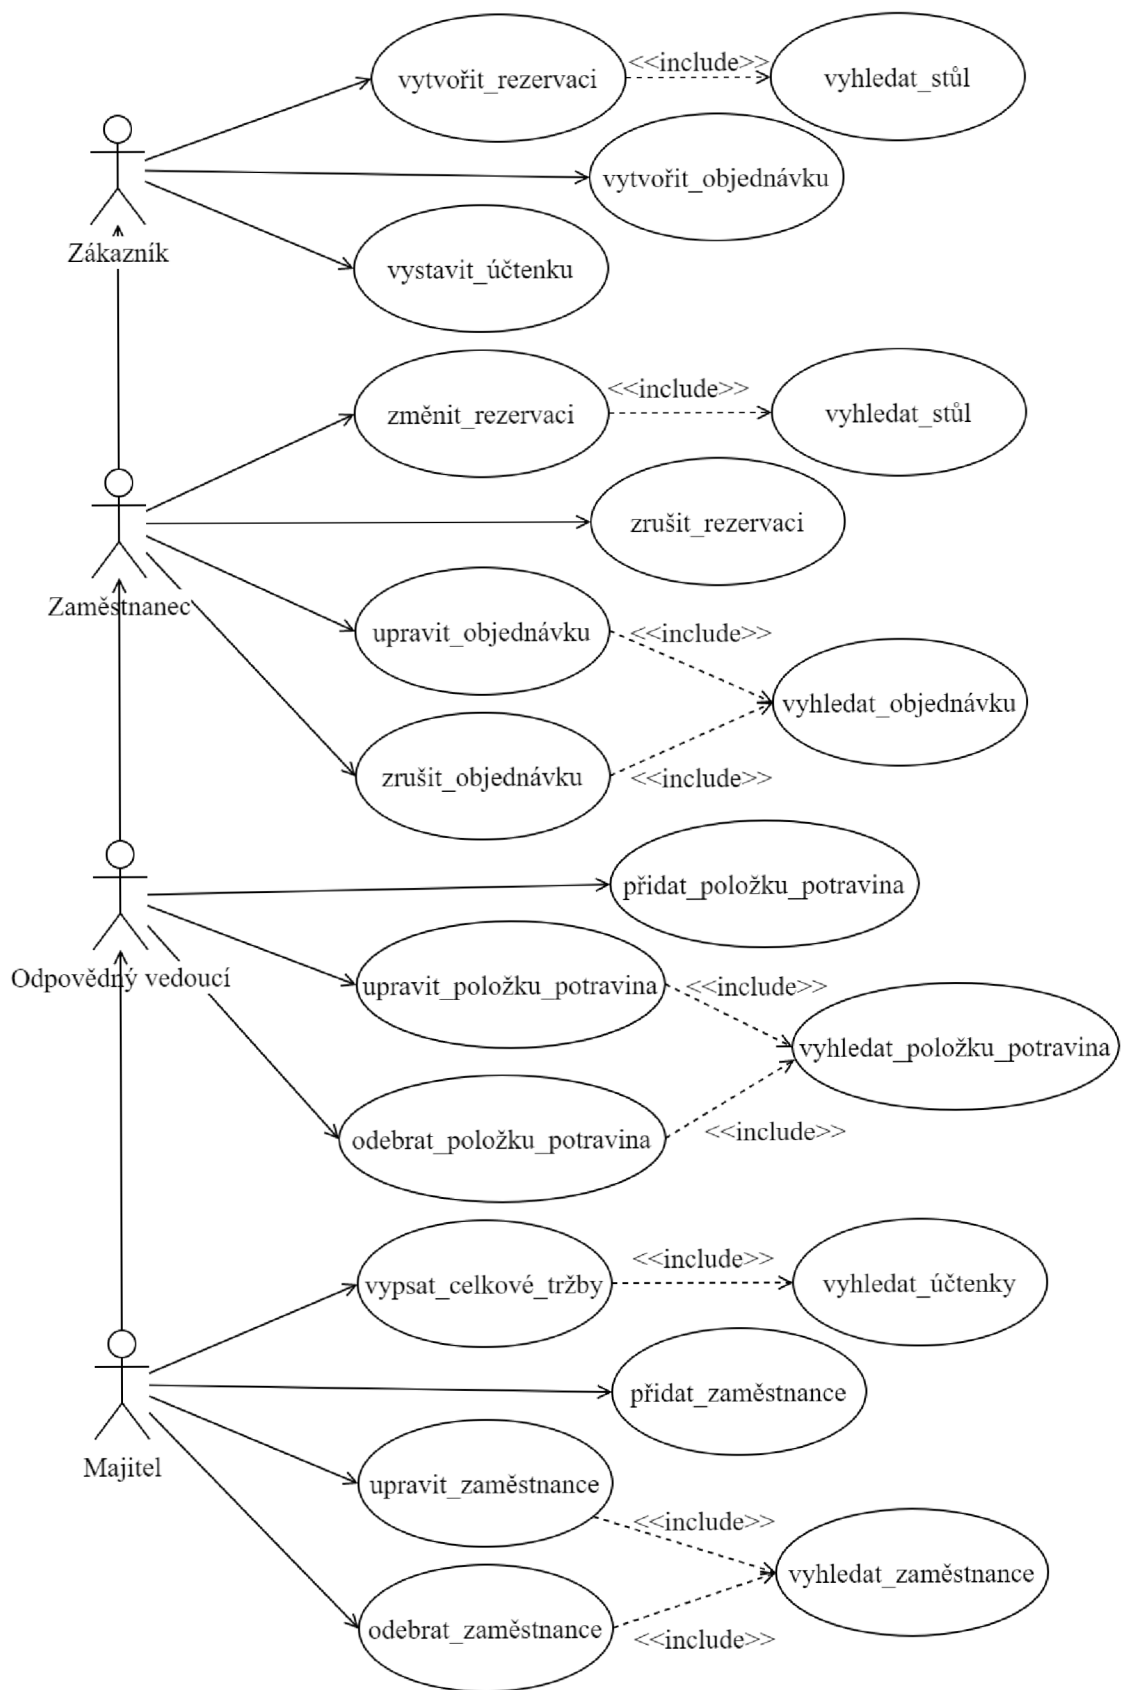 vytvořit_rezervaci
<<include>>
vyhledat_stůl
vytvořit_objednávku
Zákazník
vystavit_účtenku
změnit_rezervaci
<<include>>
vyhledat_stůl
zrušit_rezervaci
Zaměstnanec
upravit_objednávku
<<include>>
vyhledat_objednávku
zrušit_objednávku
<<include>>
přidat_položku_potravina
Odpovědný vedoucí
upravit_položku_potravina
<<include>>
vyhledat_položku_potravina
odebrat_položku_potravina
<<include>>
vypsat_celkové_tržby
<<include>>
vyhledat_účtenky
přidat_zaměstnance
Majitel
upravit_zaměstnance
<<include>>
vyhledat_zaměstnance
odebrat_zaměstnance
<<include>>